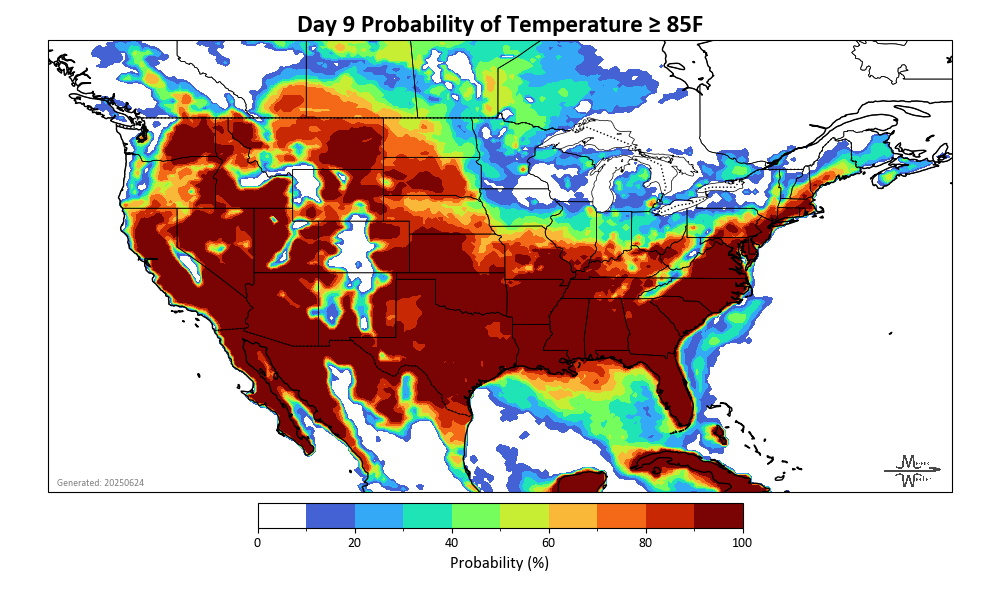 Day 9 Probability of Temperature ≥ 85F
Generated: 20250624
0 20 40 60 80 100
Probability (%)